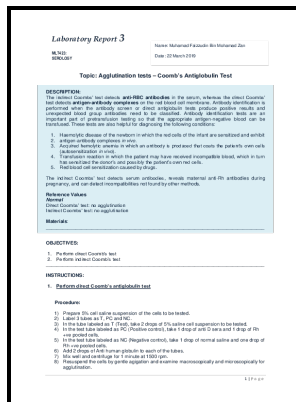 Laboratory Report 3
MLT423:
SEROLOGY
Name: Mohamad Faizaudin Bin Mohamad Zain
Date: 22 March 2019
Topic: Agglutination tests – Coomb's Antiglobulin Test
DESCRIPTION:
The indirect Coombs' test detects anti-RBC antibodies in the serum, whereas the direct Coombs'
test detects antigen-antibody complexes on the red blood cell membrane. Antibody identification is
performed when the antibody screen or direct antiglobulin tests produce positive results and
unexpected blood group antibodies need to be classified. Antibody identification tests are an
important part of pretransfusion testing so that the appropriate antigen-negative blood can be
transfused. These tests are also helpful for diagnosing the following conditions:
1. Haemolytic disease of the newborn in which the red cells of the infant are sensitized and exhibit
antigen-antibody complexes in vivo.
2. Acquired hemolytic anemia in which an antibody is produced that coats the patient's own cells
(autosensitization in vivo).
4. Transfusion reaction in which the patient may have received incompatible blood, which in turn
has sensitized the donor's and possibly the patient's own red cells.
5. Red blood cell sensitization caused by drugs.
The Indirect Coombs' test detects serum antibodies, reveals maternal anti-Rh antibodies during
pregnancy, and can detect incompatibilities not found by other methods.
Reference Values
Normal
Direct Coombs' test: no agglutination
Indirect Coombs' test: no agglutination
Materials:
OBJECTIVES:
1. Perform direct Coomb's test
2. Perform indirect Coomb's test
INSTRUCTIONS:
1. Perform direct Coomb's antiglobulin test
Procedure:
1) Prepare 5% cell saline suspension of the cells to be tested.
2) Label 3 tubes as T, PC and NC.
3) In the tube labeled as T (Test), take 2 drops of 5% saline cell suspension to be tested.
4) In the test tube labeled as PC (Positive control), take 1 drop of anti D sera and 1 drop of Rh
+ve pooled cells.
5) In the test tube labeled as NC (Negative control), take 1 drop of normal saline and one drop of
Rh +ve pooled cells.
6) Add 2 drops of Anti human globulin to each of the tubes.
7) Mix well and centrifuge for 1 minute at 1000 rpm.
8) Resuspend the cells by gentle agitation and examine macroscopically and microscopically for
agglutination.
1 | Page